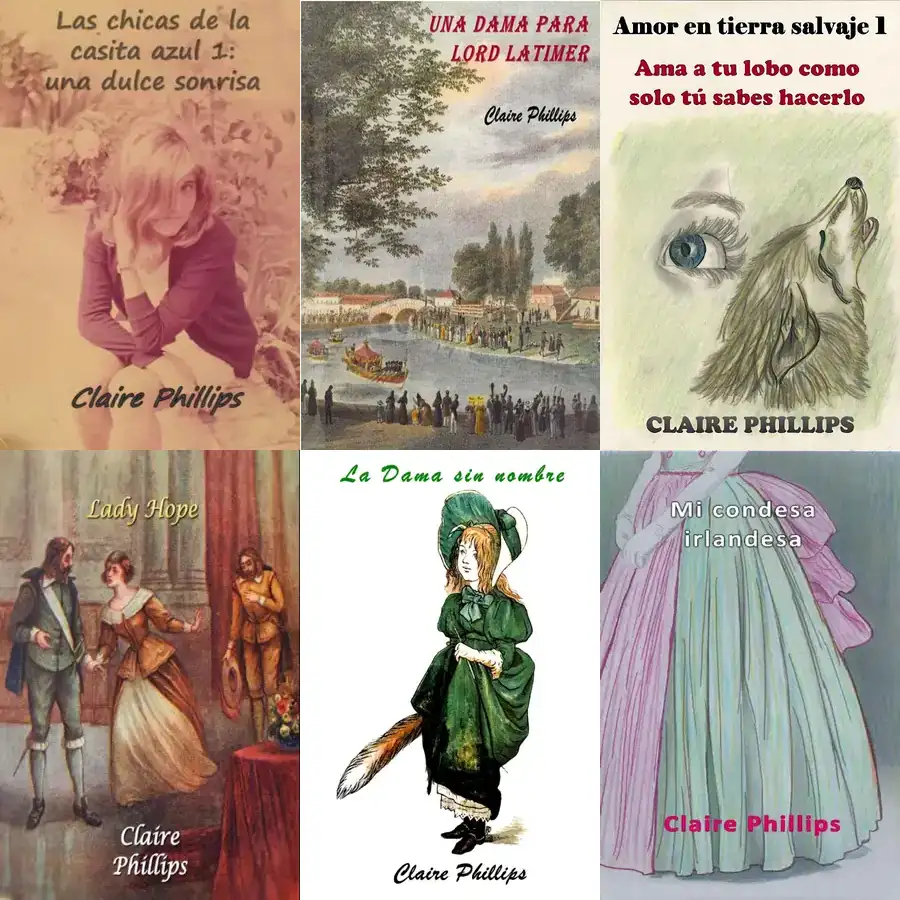 Las chicas de la
casita azul 1:
una dulce sonrisa
Claire Phillips
UNA DAMA PARA
LORD LATIMER
Claire Phillips
Amor en tierra salvaje 1
Ama a tu lobo como
solo tú sabes hacerlo
CLAIRE PHILLIPS
Lady Hope
Claire
Phillips
La Dama sin nombre
Claire Phillips
Mi condesa
irlandesa
Claire Phillips